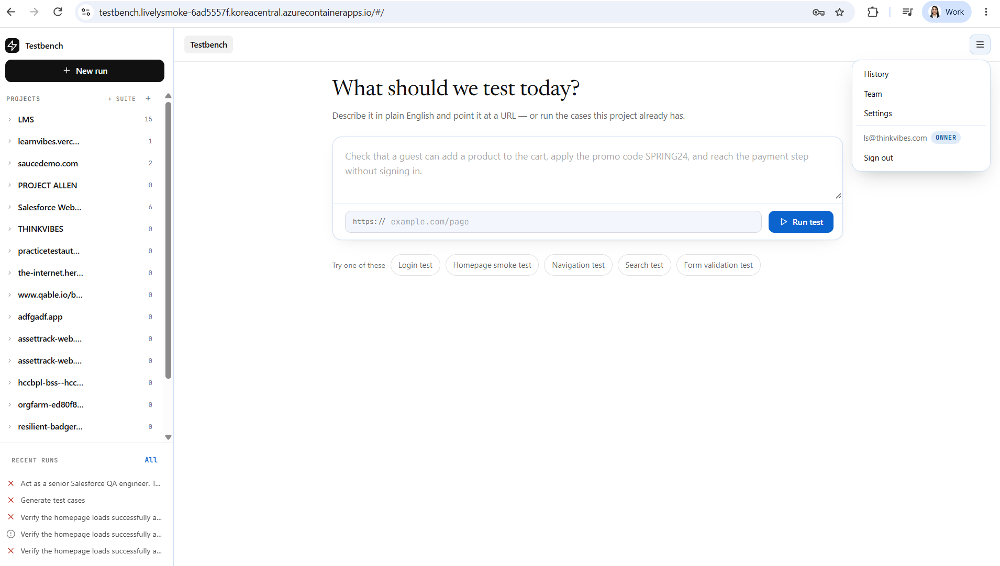 testbench.livelysmoke-6ad5557f.koreacentral.azurecontainerapps.io/#/
Work
Testbench
+ New run
PROJECTS + SUITE +
LMS 15
learnvibes.verc... 1
saucedemo.com 2
PROJECT ALLEN 0
Salesforce Web... 6
THINKVIBES 0
practicetestaut... 0
the-internet.her... 0
www.qable.io/b... 0
adfgadf.app 0
assettrack-web.... 0
assettrack-web.... 0
hccbpl-bss--hcc... 0
orgfarm-ed80f8... 0
resilient-badger... 0
RECENT RUNS All
Act as a senior Salesforce QA engineer. T...
Generate test cases
Verify the homepage loads successfully a...
Verify the homepage loads successfully a...
Verify the homepage loads successfully a...
Testbench
What should we test today?
Describe it in plain English and point it at a URL — or run the cases this project already has.
Check that a guest can add a product to the cart, apply the promo code SPRING24, and reach the payment step
without signing in.
https:// example.com/page
Run test
Try one of these Login test Homepage smoke test Navigation test Search test Form validation test
History
Team
Settings
ls@thinkvibes.com OWNER
Sign out